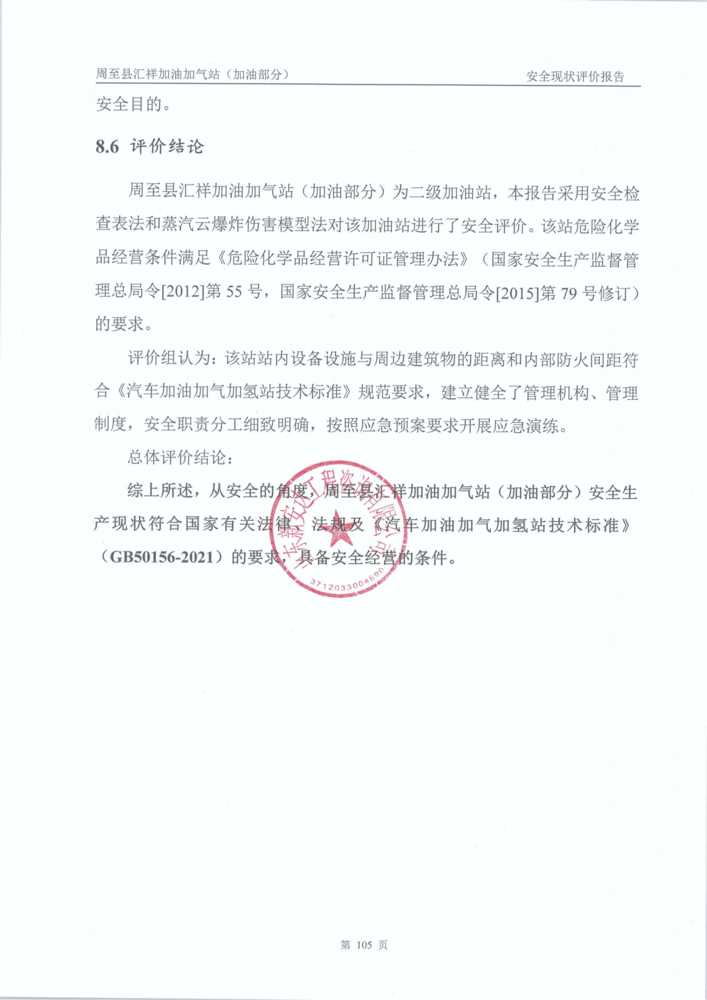 周至县汇祥加油加气站（加油部分）
安全现状评价报告
安全目的。
8.6 评价结论
周至县汇祥加油加气站（加油部分）为二级加油站，本报告采用安全检
查表法和蒸汽云爆炸伤害模型法对该加油站进行了安全评价。该站危险化学
品经营条件满足《危险化学品经营许可证管理办法》（国家安全生产监督管
理总局令[2012]第 55 号，国家安全生产监督管理总局令[2015]第 79 号修订）
的要求。
评价组认为：该站站内设备设施与周边建筑物的距离和内部防火间距符
合《汽车加油加气加氢站技术标准》规范要求，建立健全了管理机构、管理
制度，安全职责分工细致明确，按照应急预案要求开展应急演练。
总体评价结论：
综上所述，从安全的角度，周至县汇祥加油加气站（加油部分）安全生
产现状符合国家有关法律、法规及《汽车加油加气加氢站技术标准》
（GB50156-2021）的要求，具备安全经营的条件。
山东新安达工程咨询有限公司
3712033004690
第 105 页